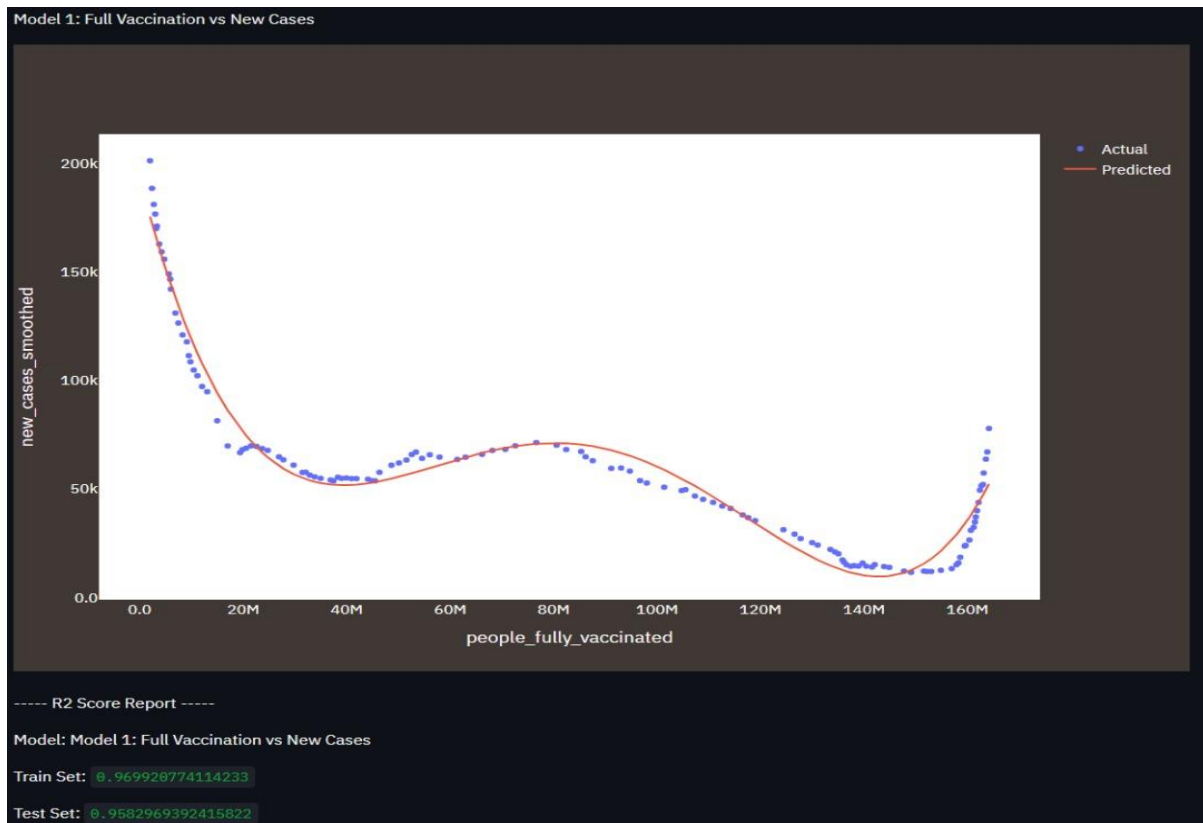 Model 1: Full Vaccination vs New Cases
Actual
Predicted
200k
150k
100k
50k
0.0
new_cases_smoothed
0.0 20M 40M 60M 80M 100M 120M 140M 160M
people_fully_vaccinated
----- R2 Score Report -----
Model: Model 1: Full Vaccination vs New Cases
Train Set: 0.969920774114233
Test Set: 0.9582969392415822